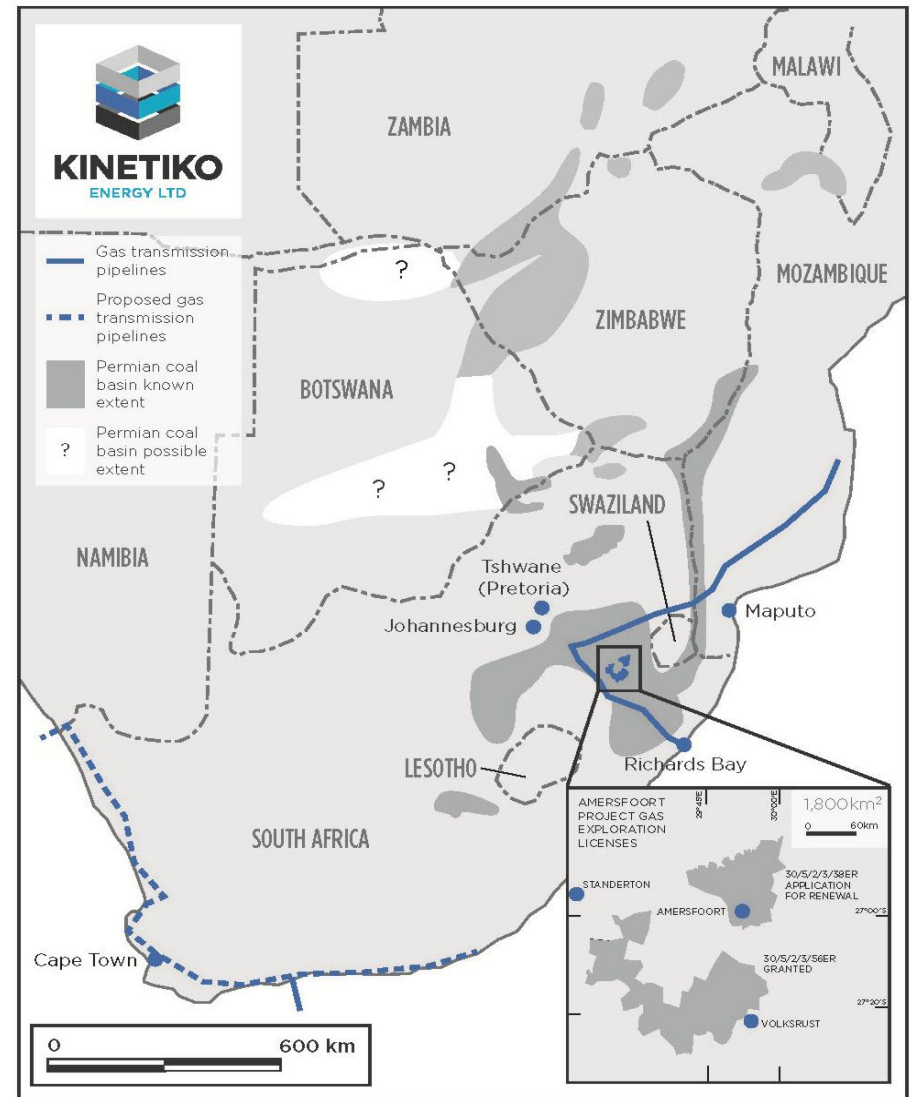 KINETIKO
ENERGY LTD
Gas transmission
pipelines
Proposed gas
transmission
pipelines
Permian coal
basin known
extent
?
Permian coal
basin possible
extent
MALAWI
ZAMBIA
MOZAMBIQUE
?
ZIMBABWE
BOTSWANA
?
?
SWAZILAND
NAMIBIA
Tshwane
(Pretoria)
Maputo
Johannesburg
Richards Bay
LESOTHO
SOUTH AFRICA
Cape Town
0 600 km
AMERSFOORT
PROJECT GAS
EXPLORATION
LICENSES
29°45'E
30°00'E
1,800km²
0 60km
STANDERTON
30/5/2/3/38ER
APPLICATION
FOR RENEWAL
AMERSFOORT
27°00'S
30/5/2/3/56ER
GRANTED
27°20'S
VOLKSRUST